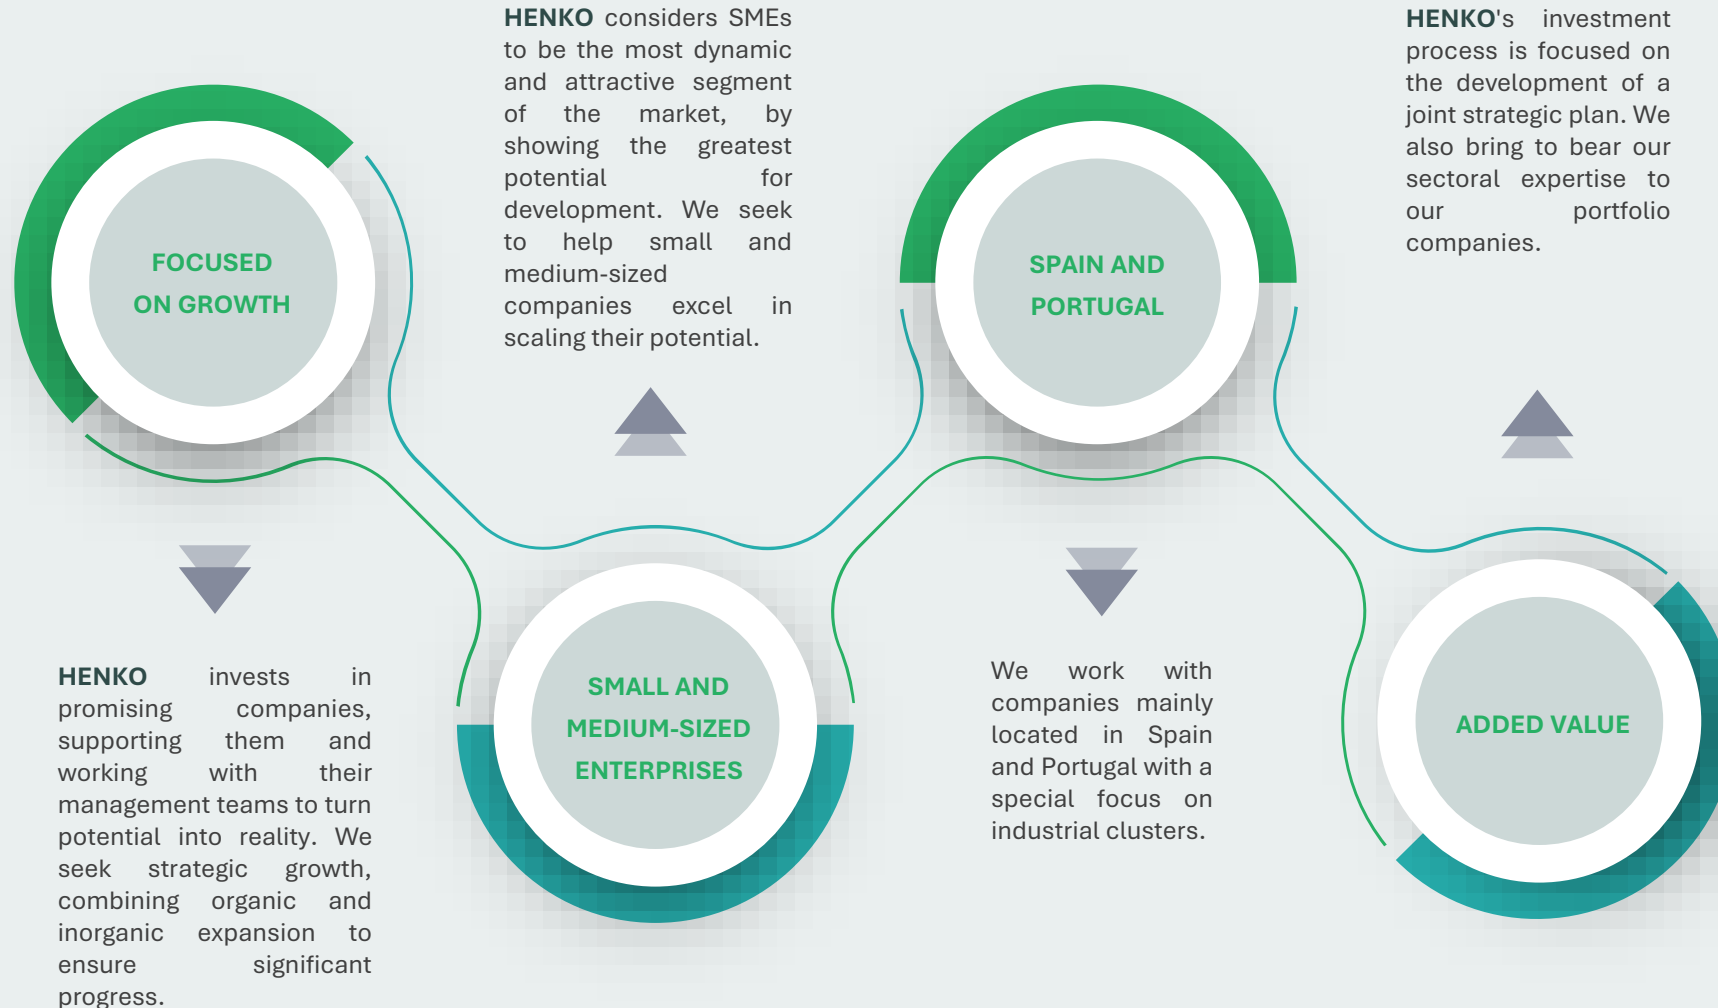 FOCUSED
ON GROWTH
HENKO invests in
promising companies,
supporting them and
working with their
management teams to turn
potential into reality. We
seek strategic growth,
combining organic and
inorganic expansion to
ensure significant
progress.
HENKO considers SMEs
to be the most dynamic
and attractive segment
of the market, by
showing the greatest
potential for
development. We seek
to help small and
medium-sized
companies excel in
scaling their potential.
SMALL AND
MEDIUM-SIZED
ENTERPRISES
SPAIN AND
PORTUGAL
We work with
companies mainly
located in Spain
and Portugal with a
special focus on
industrial clusters.
HENKO's investment
process is focused on
the development of a
joint strategic plan. We
also bring to bear our
sectoral expertise to
our portfolio
companies.
ADDED VALUE